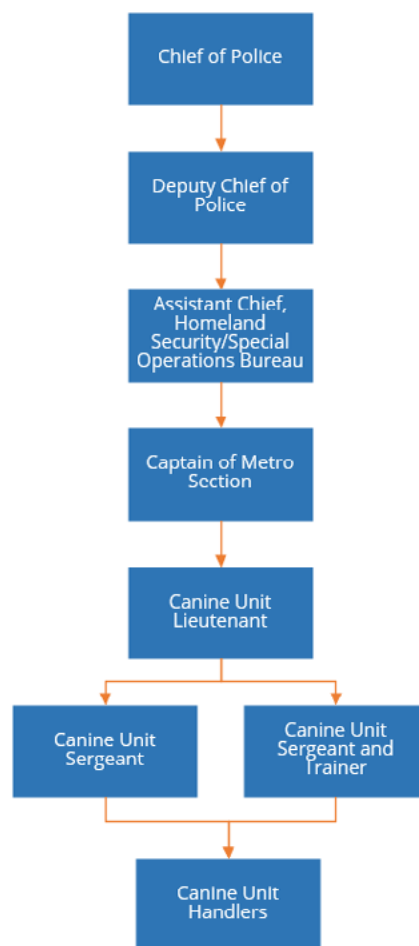 Chief of Police
Deputy Chief of
Police
Assistant Chief,
Homeland
Security/Special
Operations Bureau
Captain of Metro
Section
Canine Unit
Lieutenant
Canine Unit
Sergeant
Canine Unit
Sergeant and
Trainer
Canine Unit
Handlers